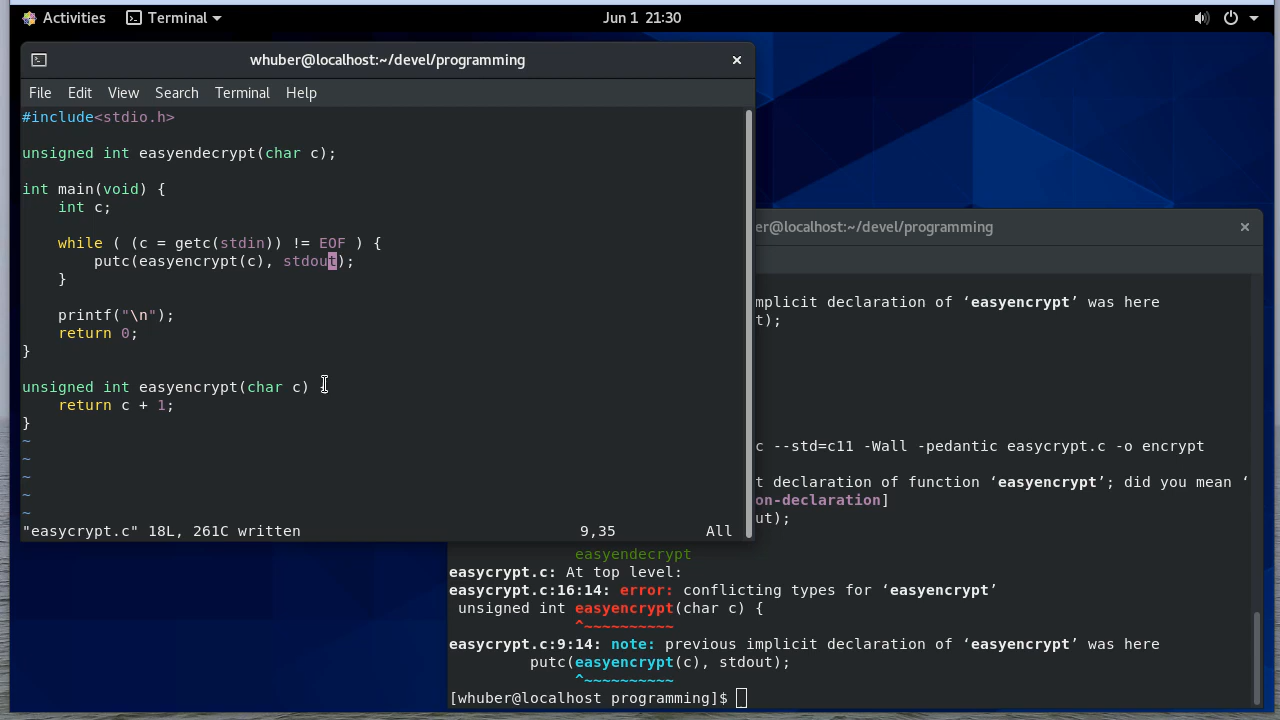 Activities Terminal Jun 1 21:30
whuber@localhost:~/devel/programming
File Edit View Search Terminal Help
#include<stdio.h>
unsigned int easyendecrypt(char c);
int main(void) {
int c;
while ( (c = getc(stdin)) != EOF ) {
putc(easyencrypt(c), stdout);
}
printf("\n");
return 0;
}
unsigned int easyencrypt(char c) {
return c + 1;
}
~
~
~
~
~
"easycrypt.c" 18L, 261C written 9,35 All
er@localhost:~/devel/programming
mplicit declaration of ‘easyencrypt’ was here
t);
c --std=c11 -Wall -pedantic easycrypt.c -o encrypt
t declaration of function ‘easyencrypt’; did you mean ‘
on-declaration]
out);
easyendecrypt
easycrypt.c: At top level:
easycrypt.c:16:14: error: conflicting types for ‘easyencrypt’
unsigned int easyencrypt(char c) {
^~~~~~~~~~~
easycrypt.c:9:14: note: previous implicit declaration of ‘easyencrypt’ was here
putc(easyencrypt(c), stdout);
^~~~~~~~~~~
[whuber@localhost programming]$